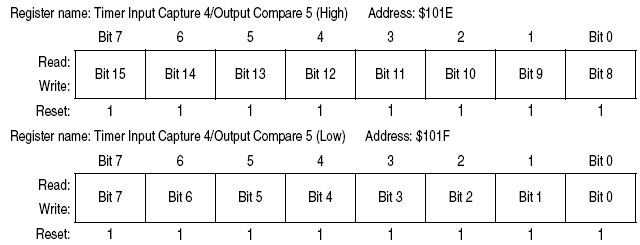 Register name: Timer Input Capture 4/Output Compare 5 (High) Address: $101E
Bit 7 6 5 4 3 2 1 Bit 0
Read:
Bit 15 Bit 14 Bit 13 Bit 12 Bit 11 Bit 10 Bit 9 Bit 8
Write:
Reset: 1 1 1 1 1 1 1 1
Register name: Timer Input Capture 4/Output Compare 5 (Low) Address: $101F
Bit 7 6 5 4 3 2 1 Bit 0
Read:
Bit 7 Bit 6 Bit 5 Bit 4 Bit 3 Bit 2 Bit 1 Bit 0
Write:
Reset: 1 1 1 1 1 1 1 1